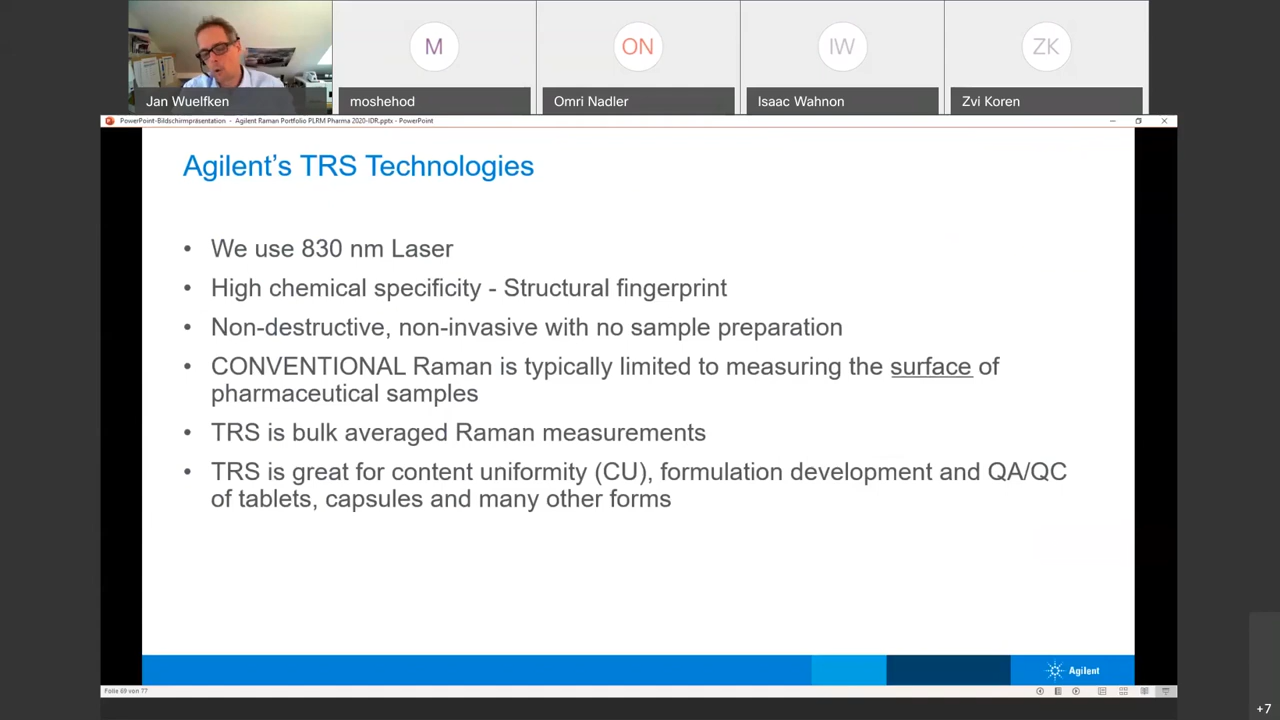 M
ON
IW
ZK
Jan Wuelfken
moshehod
Omri Nadler
Isaac Wahnon
Zvi Koren
PowerPoint-Bildschirmpräsentation - Agilent Raman Portfolio PLRM Pharma 2020-IDR.pptx - PowerPoint
Agilent's TRS Technologies
• We use 830 nm Laser
• High chemical specificity - Structural fingerprint
• Non-destructive, non-invasive with no sample preparation
• CONVENTIONAL Raman is typically limited to measuring the surface of
pharmaceutical samples
• TRS is bulk averaged Raman measurements
• TRS is great for content uniformity (CU), formulation development and QA/QC
of tablets, capsules and many other forms
Agilent
Folie 69 von 77
+7